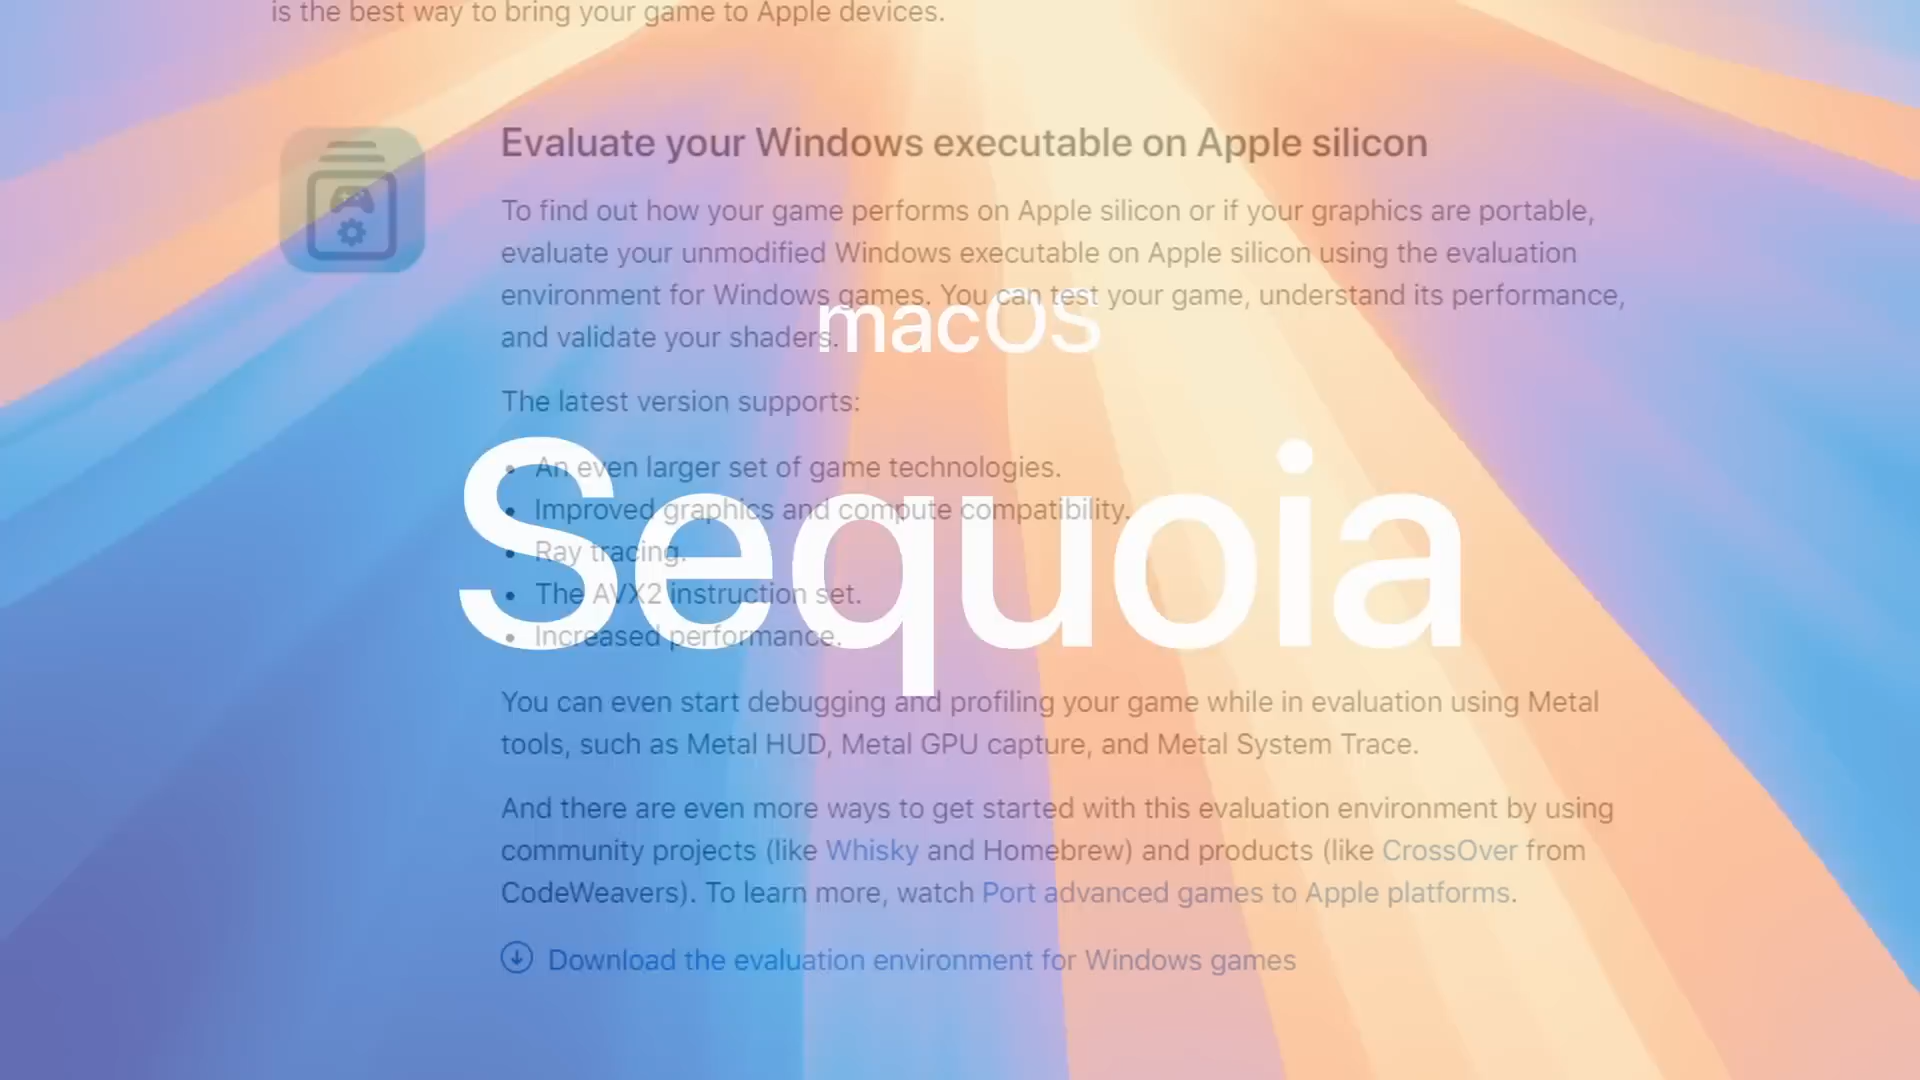 is the best way to bring your game to Apple devices.
Evaluate your Windows executable on Apple silicon
To find out how your game performs on Apple silicon or if your graphics are portable,
evaluate your unmodified Windows executable on Apple silicon using the evaluation
environment for Windows games. You can test your game, understand its performance,
and validate your shaders.
macOS
The latest version supports:
Sequoia
• An even larger set of game technologies.
• Improved graphics and compute compatibility.
• Ray tracing.
• The AVX2 instruction set.
• Increased performance.
You can even start debugging and profiling your game while in evaluation using Metal
tools, such as Metal HUD, Metal GPU capture, and Metal System Trace.
And there are even more ways to get started with this evaluation environment by using
community projects (like Whisky and Homebrew) and products (like CrossOver from
CodeWeavers). To learn more, watch Port advanced games to Apple platforms.
Download the evaluation environment for Windows games